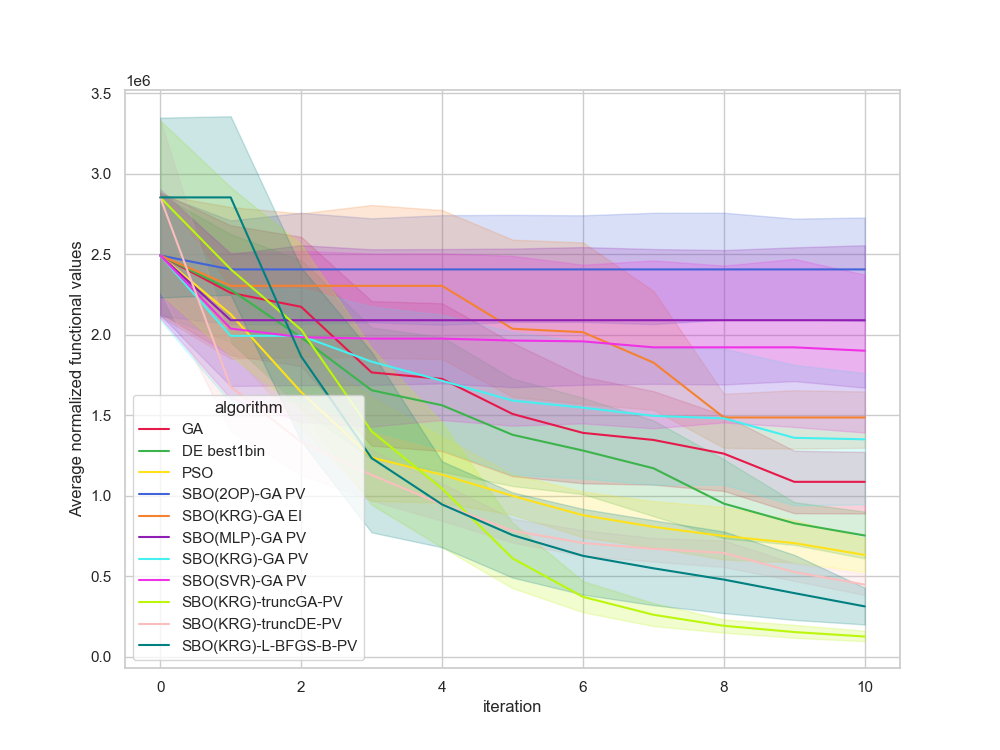 1e6
3.5
3.0
2.5
2.0
1.5
1.0
0.5
0.0
Average normalized functional values
algorithm
GA
DE best1bin
PSO
SBO(2OP)-GA PV
SBO(KRG)-GA EI
SBO(MLP)-GA PV
SBO(KRG)-GA PV
SBO(SVR)-GA PV
SBO(KRG)-truncGA-PV
SBO(KRG)-truncDE-PV
SBO(KRG)-L-BFGS-B-PV
0 2 4 6 8 10
iteration